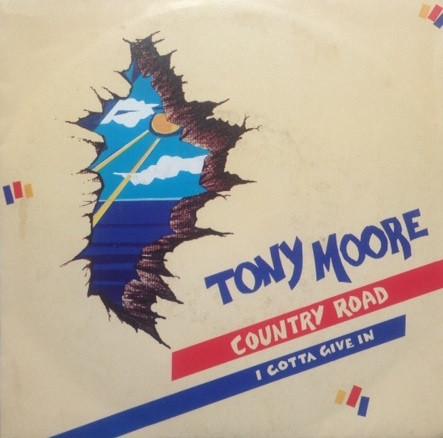 TONY MOORE
COUNTRY ROAD
I GOTTA GIVE IN